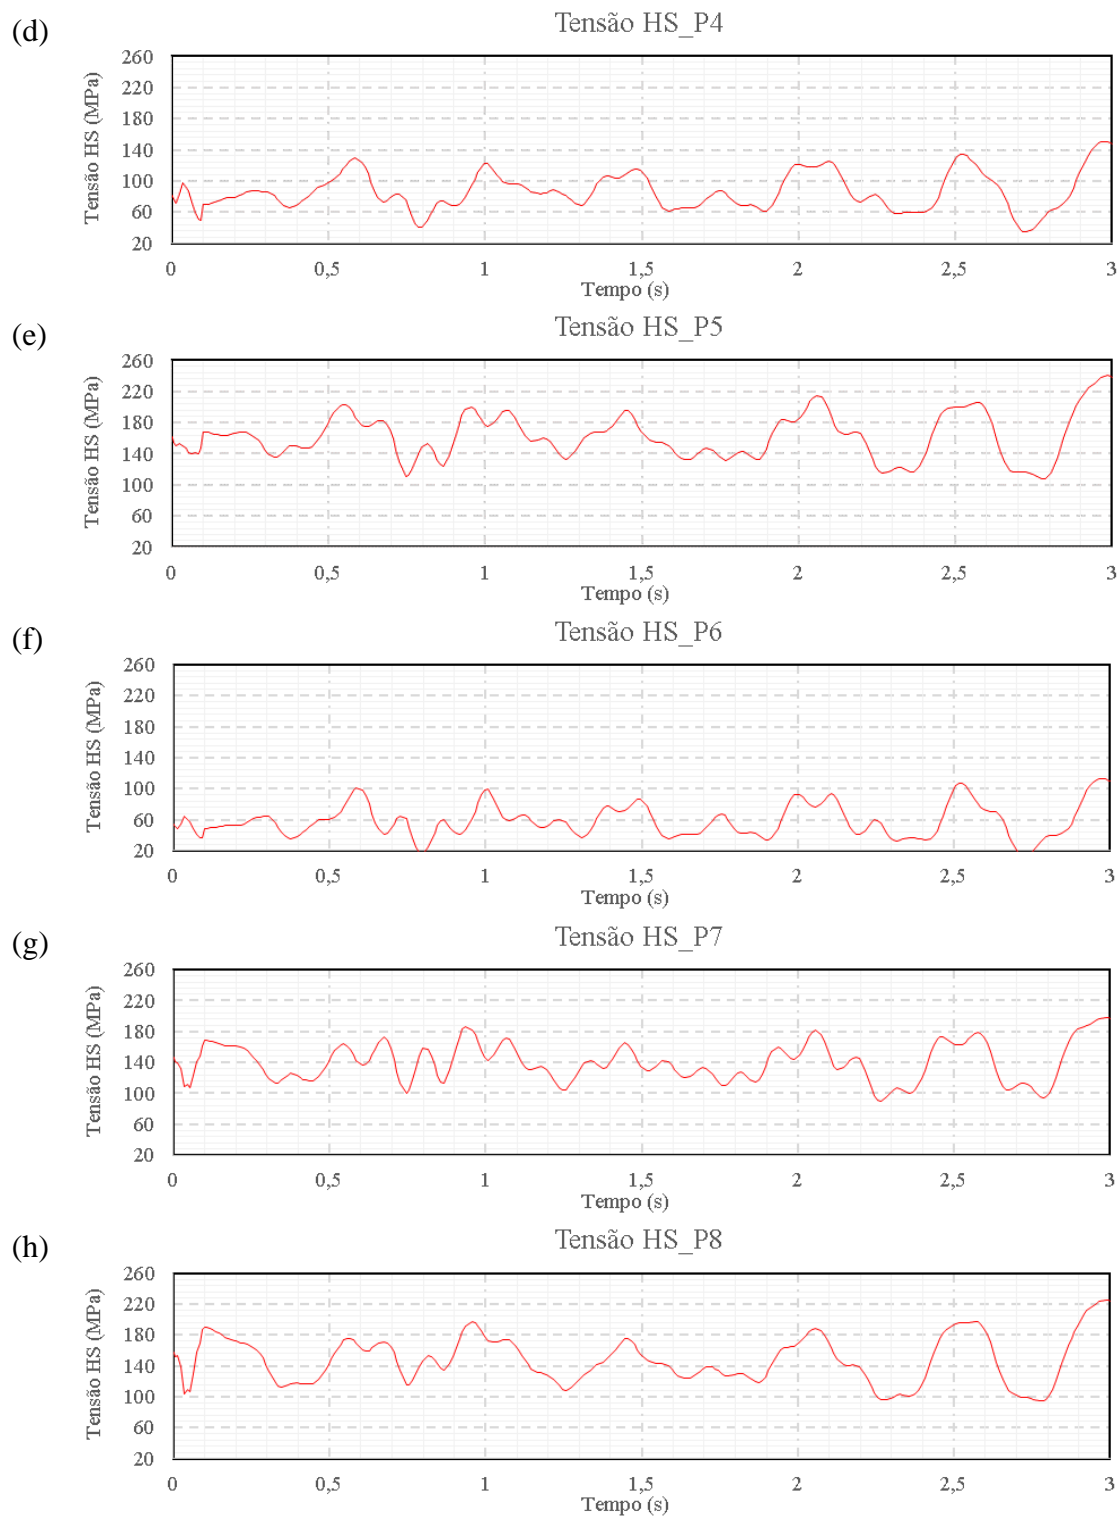 (d)
Tensão HS_P4
Tensão HS (MPa)
260
220
180
140
100
60
20
0 0,5 1 1,5 2 2,5 3
Tempo (s)
(e)
Tensão HS_P5
Tensão HS (MPa)
260
220
180
140
100
60
20
0 0,5 1 1,5 2 2,5 3
Tempo (s)
(f)
Tensão HS_P6
Tensão HS (MPa)
260
220
180
140
100
60
20
0 0,5 1 1,5 2 2,5 3
Tempo (s)
(g)
Tensão HS_P7
Tensão HS (MPa)
260
220
180
140
100
60
20
0 0,5 1 1,5 2 2,5 3
Tempo (s)
(h)
Tensão HS_P8
Tensão HS (MPa)
260
220
180
140
100
60
20
0 0,5 1 1,5 2 2,5 3
Tempo (s)